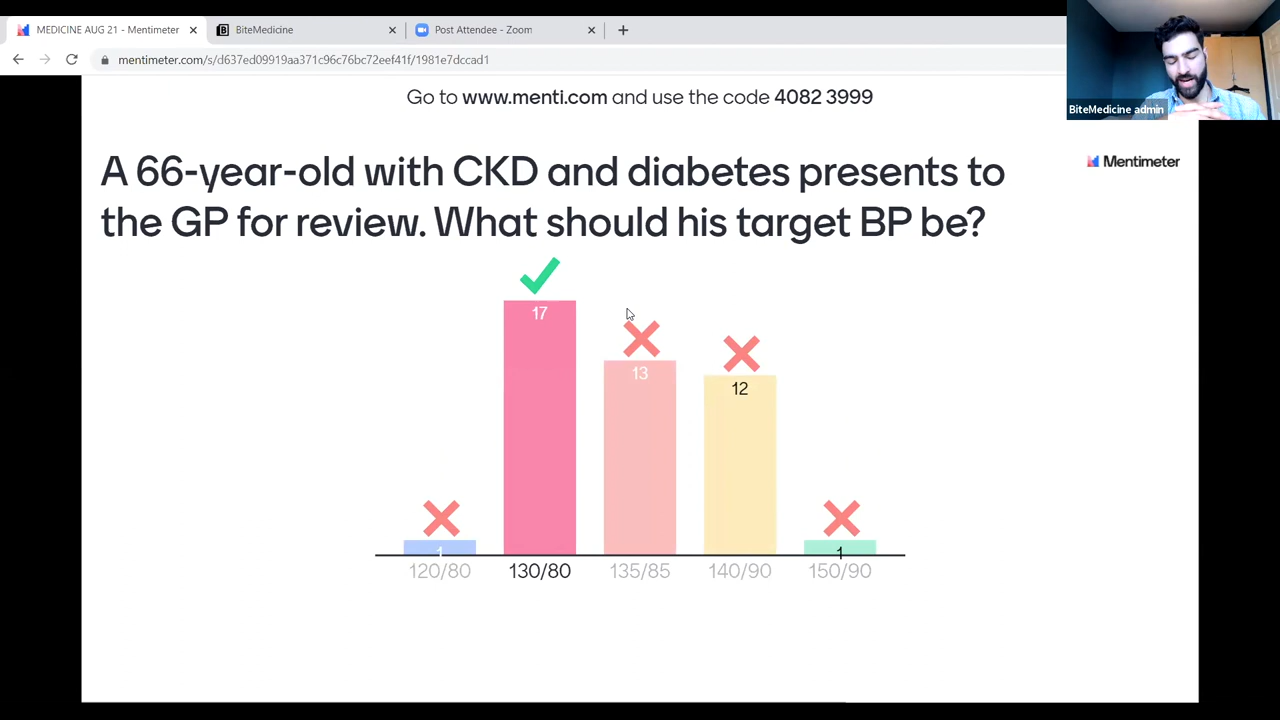 MEDICINE AUG 21 - Mentimeter
BiteMedicine
Post Attendee - Zoom
mentimeter.com/s/d637ed09919aa371c96c76bc72eef41f/1981e7dccad1
BiteMedicine admin
Go to www.menti.com and use the code 4082 3999
Mentimeter
A 66-year-old with CKD and diabetes presents to
the GP for review. What should his target BP be?
17
13
12
1
1
120/80
130/80
135/85
140/90
150/90